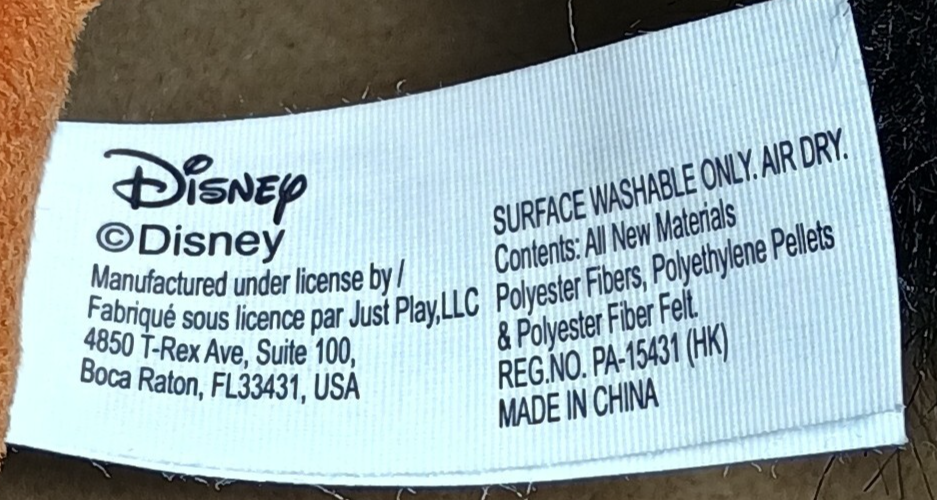 Disney
©Disney
Manufactured under license by /
Fabriqué sous licence par Just Play,LLC
4850 T-Rex Ave, Suite 100,
Boca Raton, FL33431, USA
SURFACE WASHABLE ONLY. AIR DRY.
Contents: All New Materials
Polyester Fibers, Polyethylene Pellets
& Polyester Fiber Felt.
REG.NO. PA-15431 (HK)
MADE IN CHINA